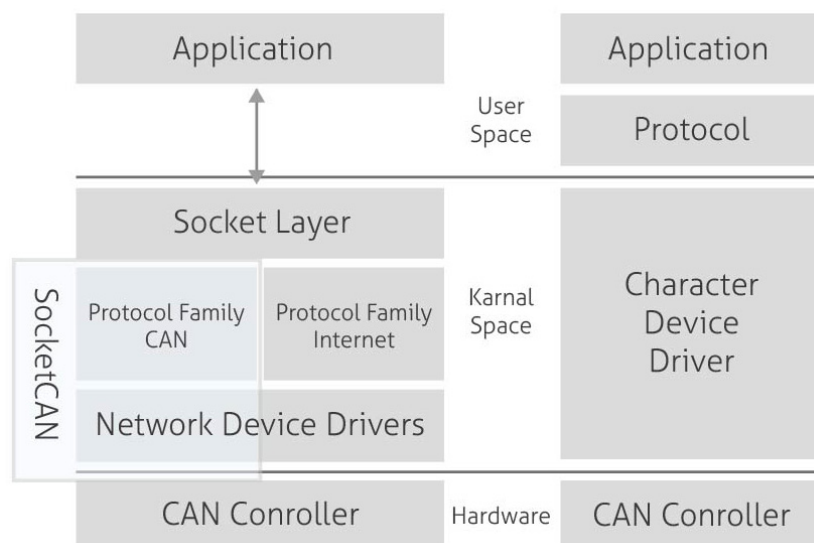 Application
Application
User
Space
Protocol
Socket Layer
SocketCAN
Protocol Family
CAN
Protocol Family
Internet
Karnal
Space
Character
Device
Driver
Network Device Drivers
CAN Conroller
Hardware
CAN Conroller